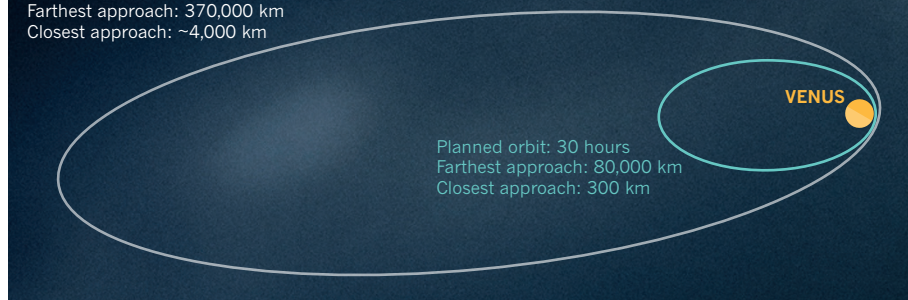 Farthest approach: 370,000 km
Closest approach: ~4,000 km
VENUS
Planned orbit: 30 hours
Farthest approach: 80,000 km
Closest approach: 300 km